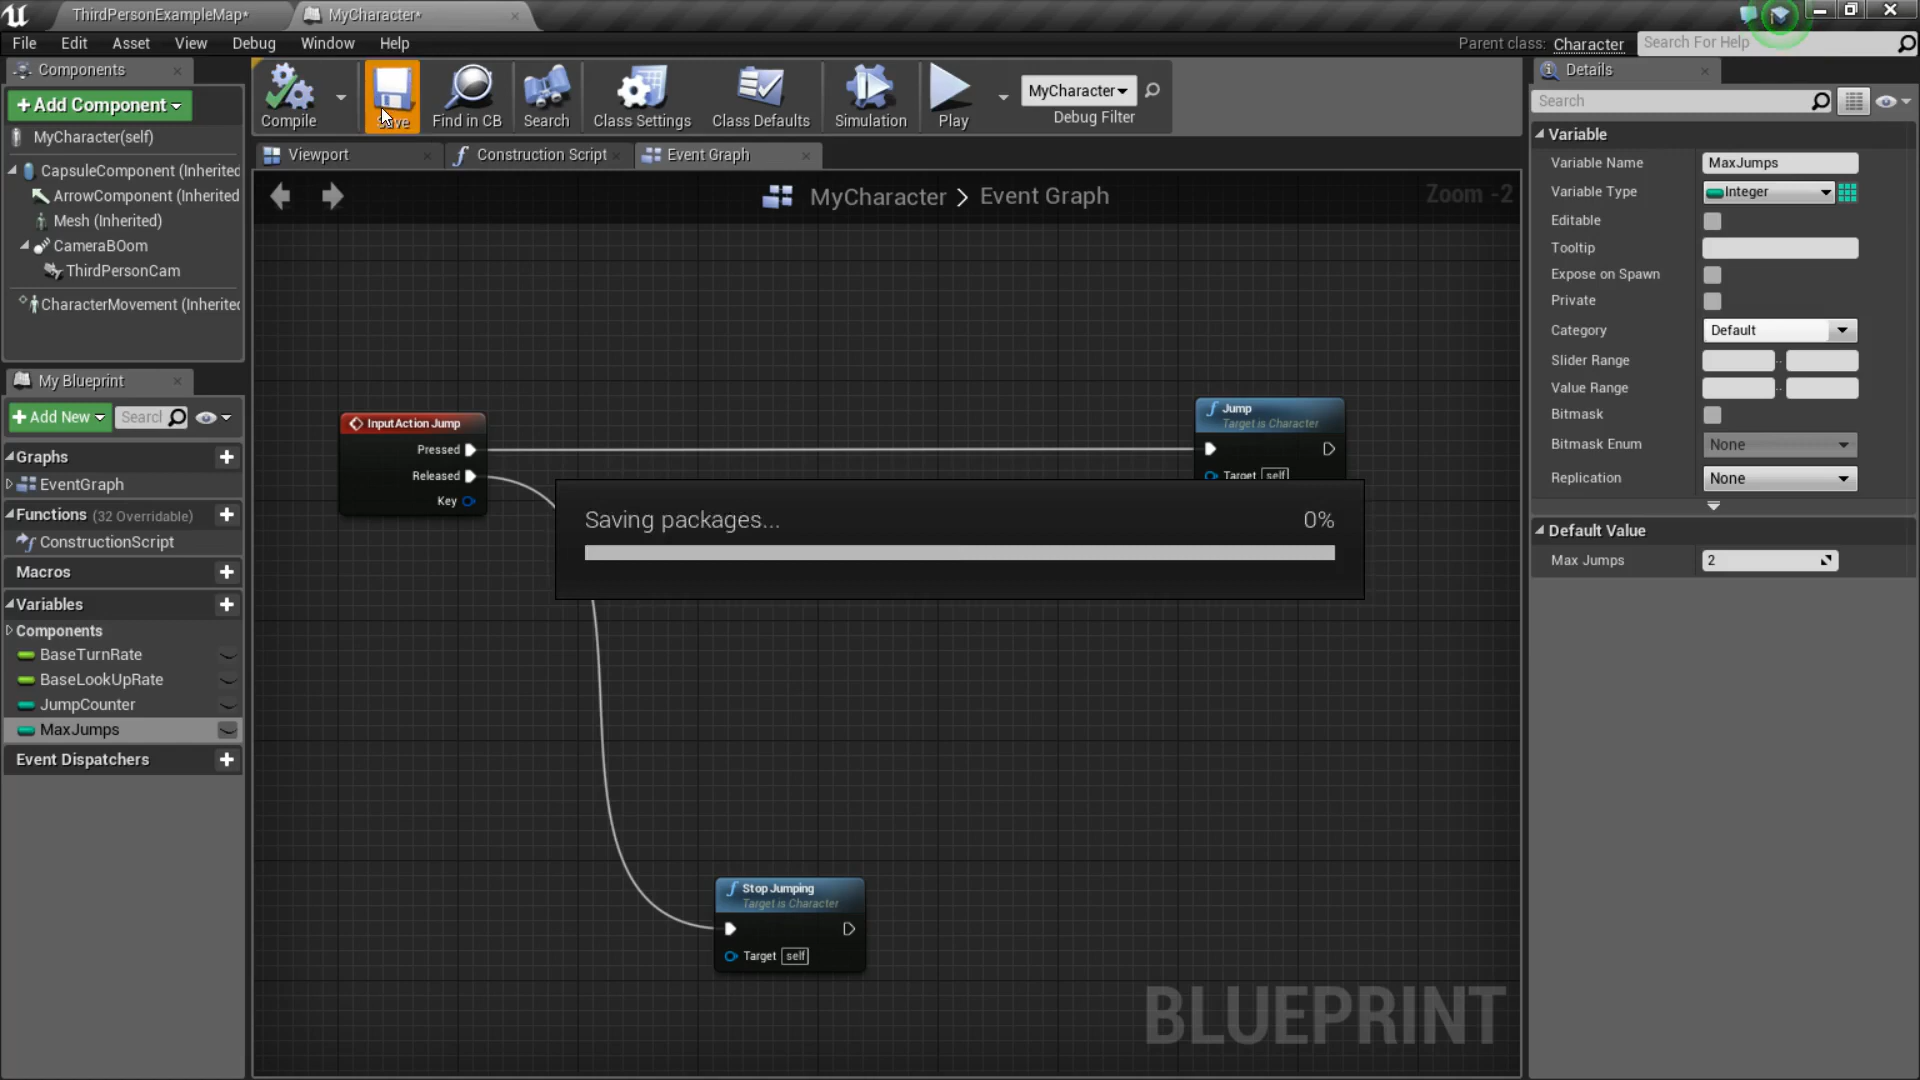 ThirdPersonExampleMap*
MyCharacter*
File Edit Asset View Debug Window Help
Parent class: Character
Search For Help
Components
+Add Component
MyCharacter(self)
CapsuleComponent (Inherited
ArrowComponent (Inherited
Mesh (Inherited)
CameraBOom
ThirdPersonCam
CharacterMovement (Inherited
My Blueprint
+Add New
Search
Graphs
EventGraph
Functions (32 Overridable)
ConstructionScript
Macros
Variables
Components
BaseTurnRate
BaseLookUpRate
JumpCounter
MaxJumps
Event Dispatchers
Compile
Save
Find in CB
Search
Class Settings
Class Defaults
Simulation
Play
MyCharacter
Debug Filter
Viewport
Construction Script
Event Graph
MyCharacter > Event Graph
Zoom -2
InputAction Jump
Pressed
Released
Key
Jump
Target is Character
Target self
Saving packages... 0%
Stop Jumping
Target is Character
Target self
BLUEPRINT
Details
Search
Variable
Variable Name MaxJumps
Variable Type Integer
Editable
Tooltip
Expose on Spawn
Private
Category Default
Slider Range
Value Range
Bitmask
Bitmask Enum None
Replication None
Default Value
Max Jumps 2